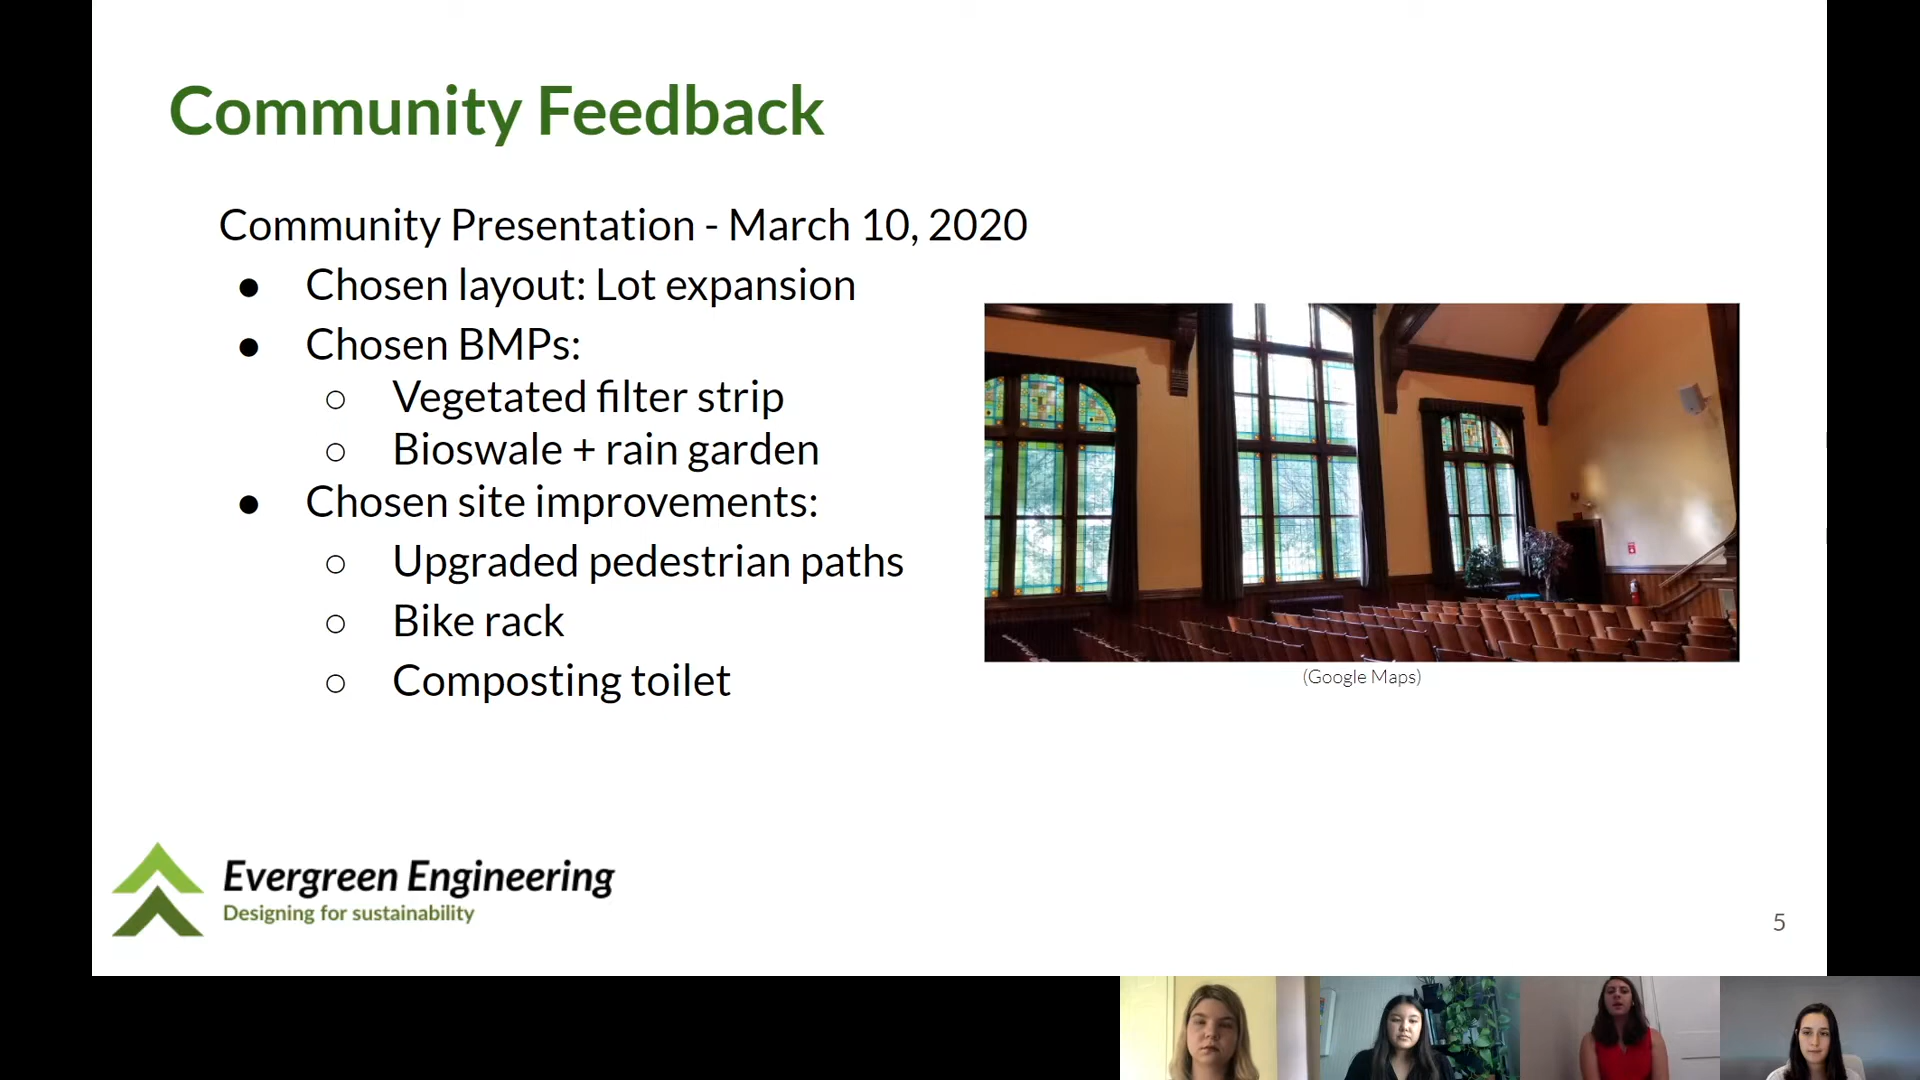 Community Feedback
Community Presentation - March 10, 2020
● Chosen layout: Lot expansion
● Chosen BMPs:
○ Vegetated filter strip
○ Bioswale + rain garden
● Chosen site improvements:
○ Upgraded pedestrian paths
○ Bike rack
○ Composting toilet
(Google Maps)
Evergreen Engineering
Designing for sustainability
5